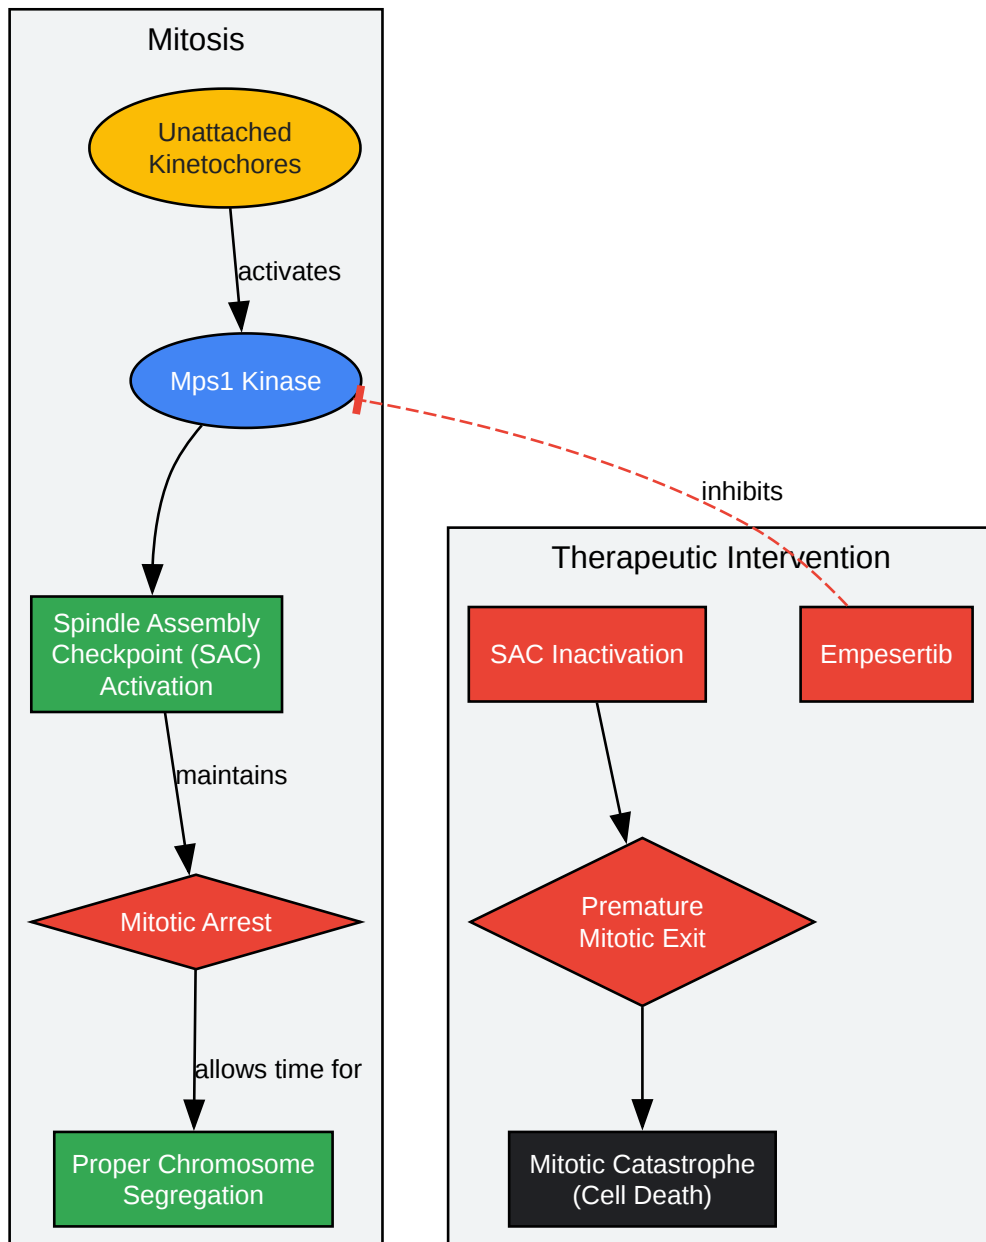 Mitosis
Unattached
Kinetochores
activates
Mps1 Kinase
inhibits
Therapeutic Intervention
Spindle Assembly
Checkpoint (SAC)
Activation
SAC Inactivation
Empesertib
maintains
Mitotic Arrest
Premature
Mitotic Exit
allows time for
Proper Chromosome
Segregation
Mitotic Catastrophe
(Cell Death)